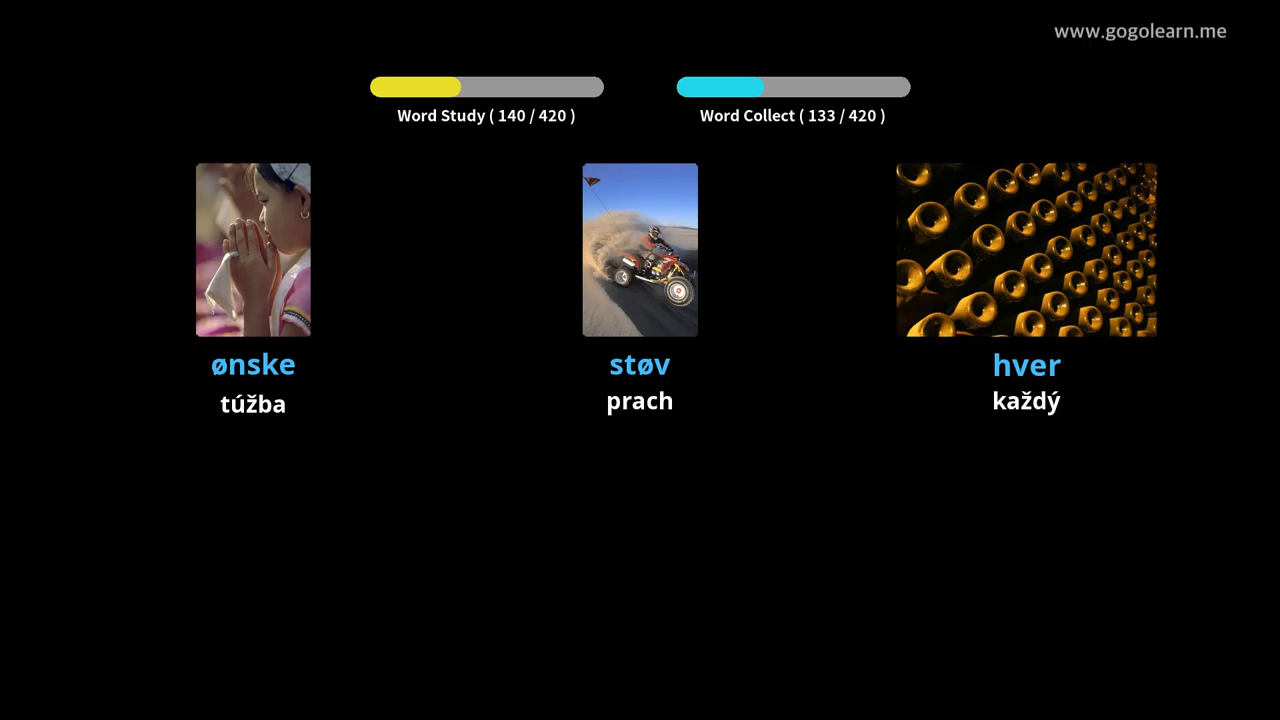 www.gogolearn.me
Word Study ( 140 / 420 )
Word Collect ( 133 / 420 )
ønske
túžba
støv
prach
hver
každý